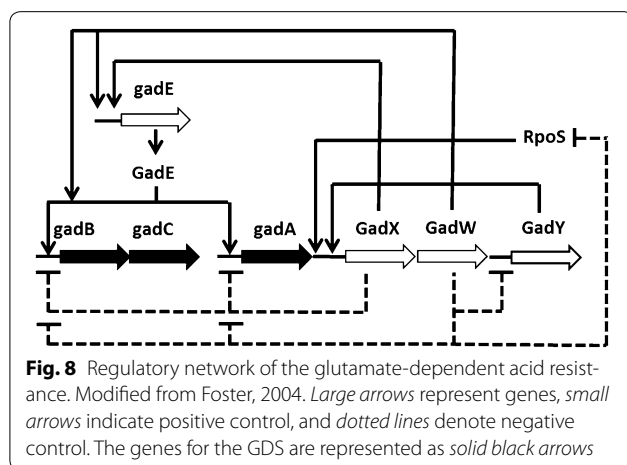 gadE
GadE
RpoS
gadB gadC gadA GadX GadW GadY
Fig. 8 Regulatory network of the glutamate-dependent acid resist-
ance. Modified from Foster, 2004. Large arrows represent genes, small
arrows indicate positive control, and dotted lines denote negative
control. The genes for the GDS are represented as solid black arrows